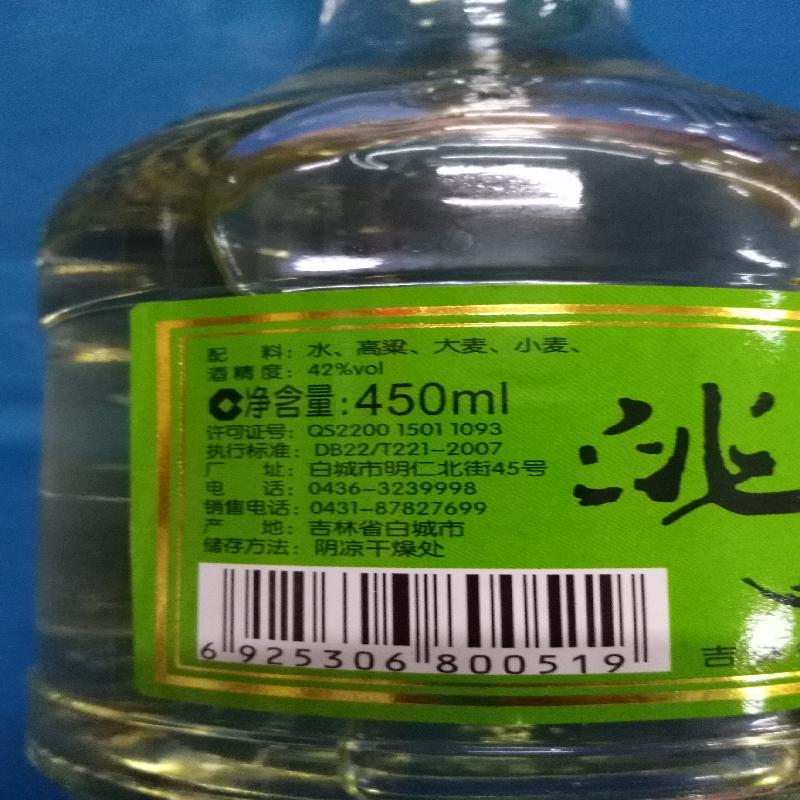 配 料：水、高粱、大麦、小麦、
酒精度：42%vol
净含量：450ml
许可证号：QS2200 1501 1093
执行标准：DB22/T221-2007
厂 址：白城市明仁北街45号
电 话：0436-3239998
销售电话：0431-87827699
产 地：吉林省白城市
储存方法：阴凉干燥处
6 925306 800519
洮
吉